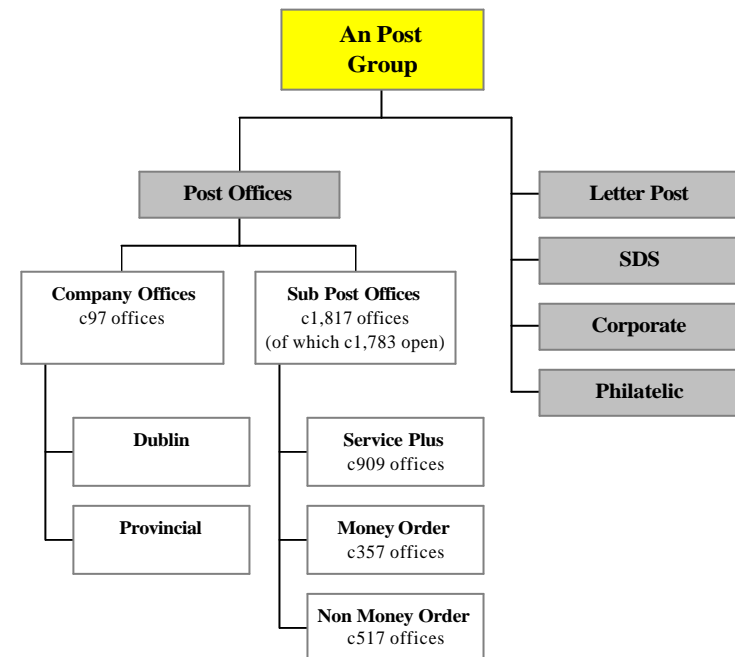 An Post
Group
Post Offices
Letter Post
SDS
Corporate
Philatelic
Company Offices
c97 offices
Sub Post Offices
c1,817 offices
(of which c1,783 open)
Dublin
Provincial
Service Plus
c909 offices
Money Order
c357 offices
Non Money Order
c517 offices